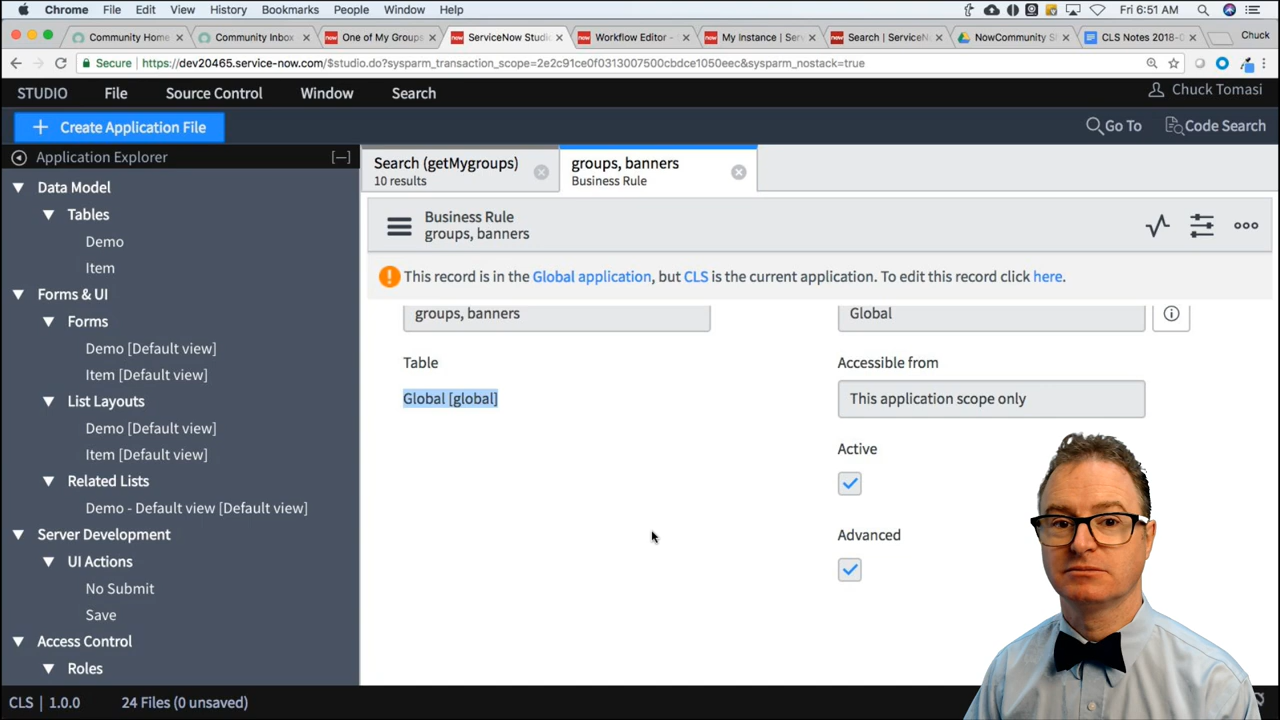 Chrome File Edit View History Bookmarks People Window Help Fri 6:51 AM
Community Home Community Inbox One of My Groups ServiceNow Studio Workflow Editor - My Instance | Serv Search | ServiceN NowCommunity S CLS Notes 2018- Chuck
Secure https://dev20465.service-now.com/$studio.do?sysparm_transaction_scope=2e2c91ce0f0313007500cbdce1050eec&sysparm_nostack=true
STUDIO File Source Control Window Search Chuck Tomasi
+ Create Application File Go To Code Search
Application Explorer [—]
Search (getMygroups)
10 results
groups, banners
Business Rule
Data Model
Tables
Demo
Item
Forms & UI
Forms
Demo [Default view]
Item [Default view]
List Layouts
Demo [Default view]
Item [Default view]
Related Lists
Demo - Default view [Default view]
Server Development
UI Actions
No Submit
Save
Access Control
Roles
Business Rule
groups, banners
This record is in the Global application, but CLS is the current application. To edit this record click here.
groups, banners
Global
Table
Global [global]
Accessible from
This application scope only
Active
Advanced
CLS | 1.0.0 24 Files (0 unsaved)